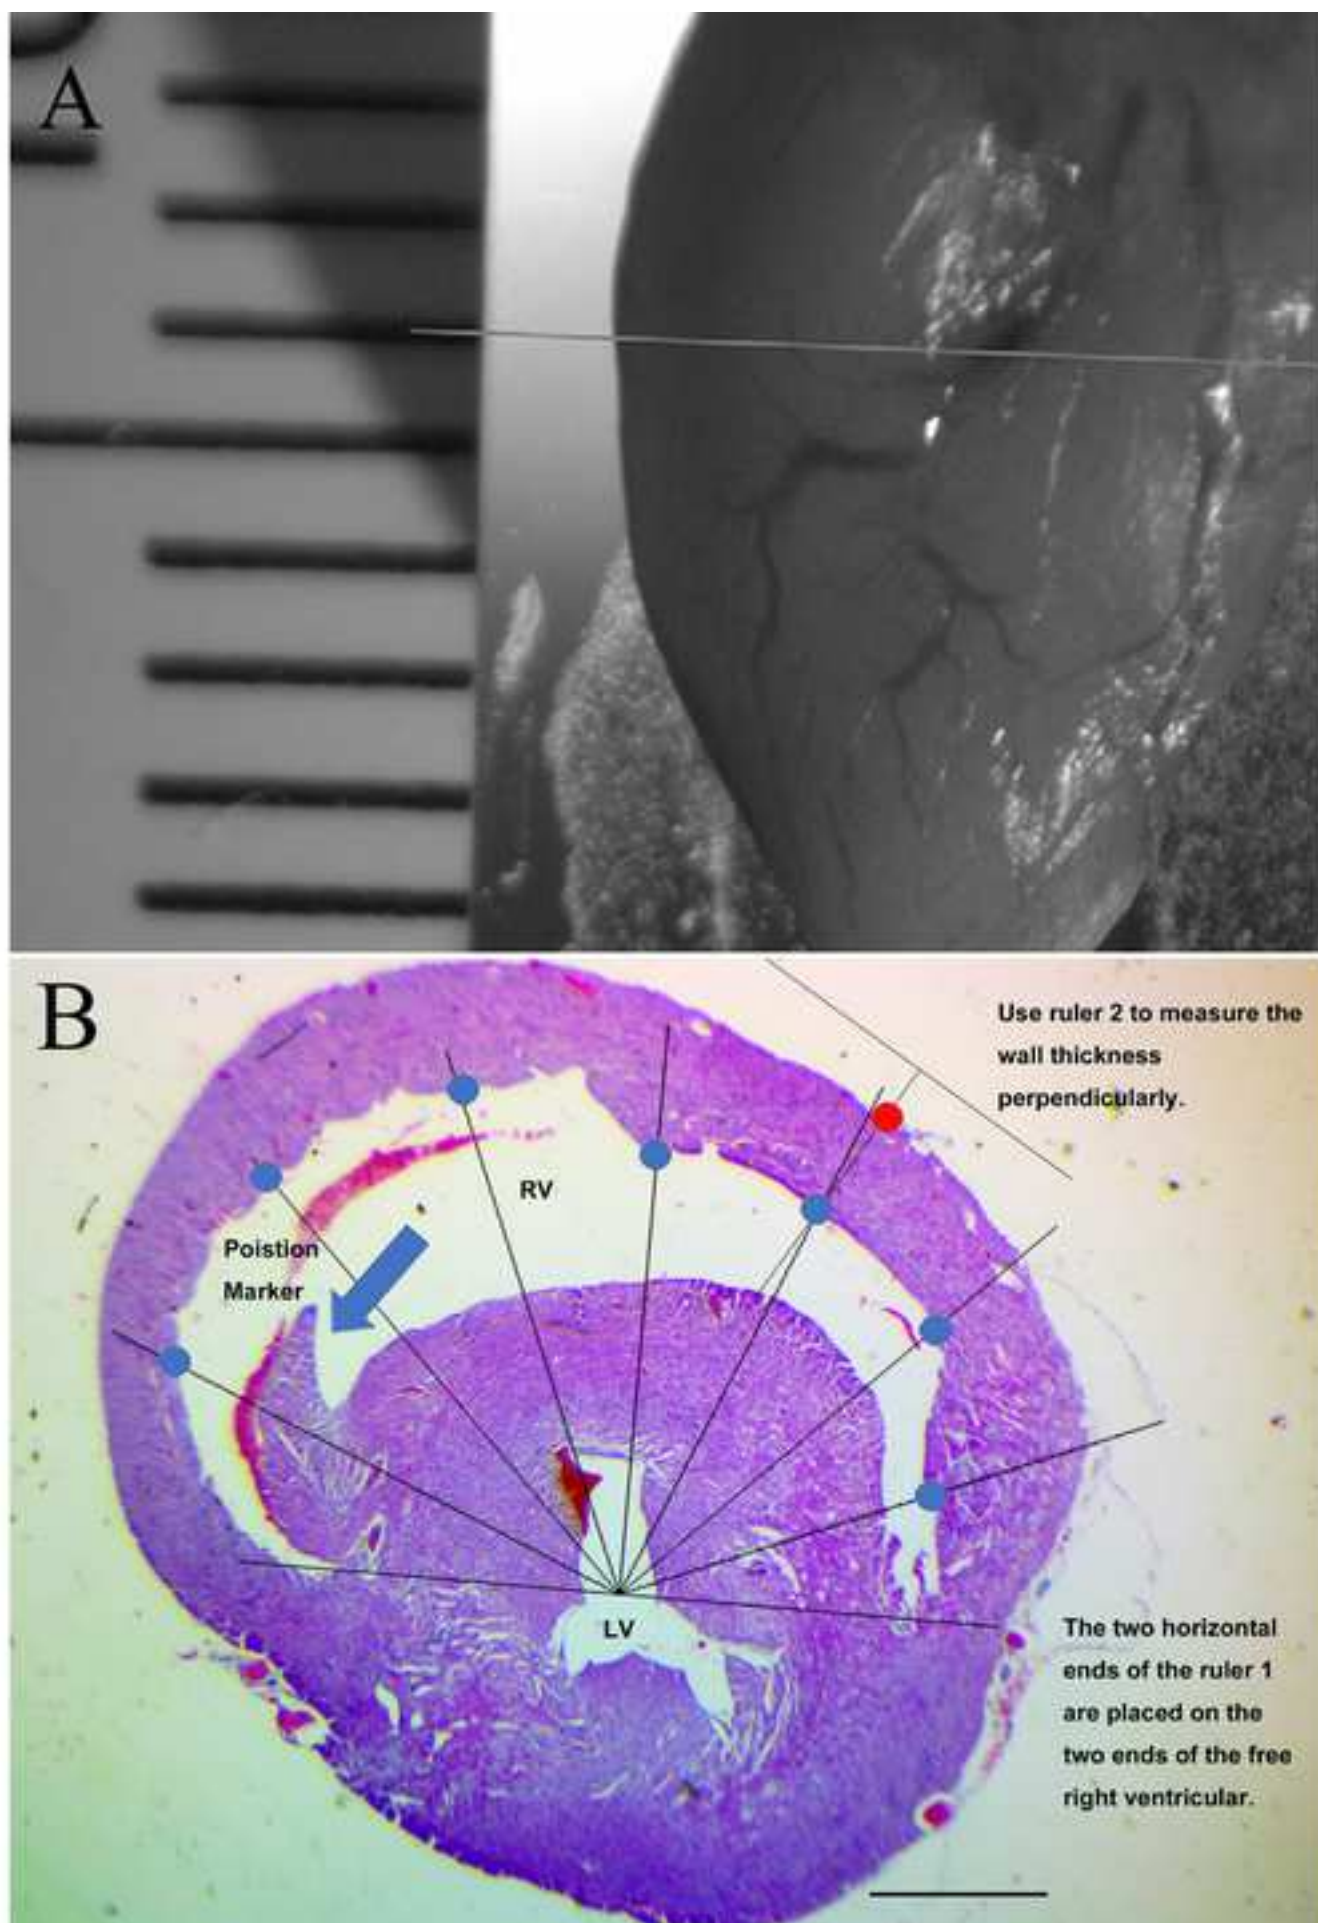 A
B
Use ruler 2 to measure the
wall thickness
perpendicularly.
RV
Poistion
Marker
LV
The two horizontal
ends of the ruler 1
are placed on the
two ends of the free
right ventricular.